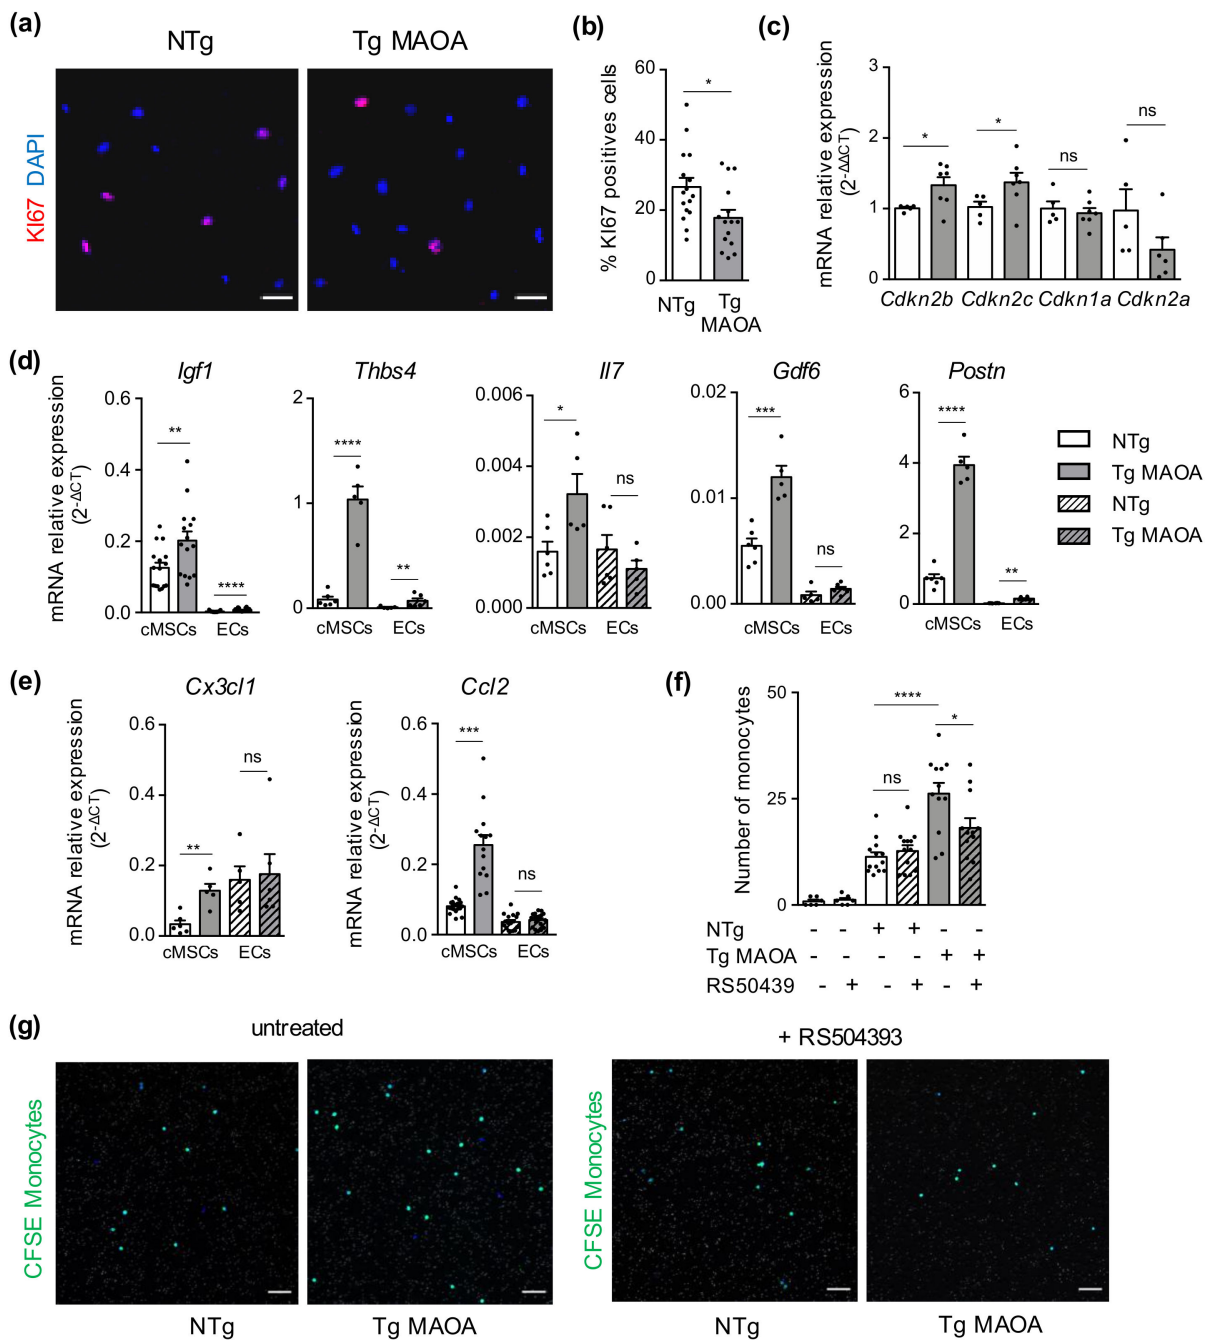 (a)
NTg
Tg MAOA
KI67 DAPI
(b)
% KI67 positives cells
60
40
20
0
*
NTg
Tg
MAOA
(c)
mRNA relative expression
(2-ΔΔCT)
3
2
1
0
*
*
ns
ns
Cdkn2b Cdkn2c Cdkn1a Cdkn2a
(d)
mRNA relative expression
(2-ΔCT)
Igf1
0.6
0.4
0.2
0.0
**
****
cMSCs ECs
Thbs4
2
1
0
****
**
cMSCs ECs
Il7
0.006
0.004
0.002
0.000
*
ns
cMSCs ECs
Gdf6
0.02
0.01
0.00
***
ns
cMSCs ECs
Postn
6
4
2
0
****
**
cMSCs ECs
NTg
Tg MAOA
NTg
Tg MAOA
(e)
mRNA relative expression
(2-ΔCT)
Cx3cl1
0.6
0.4
0.2
0.0
**
ns
cMSCs ECs
mRNA relative expression
(2-ΔCT)
Ccl2
0.6
0.4
0.2
0.0
***
ns
cMSCs ECs
(f)
Number of monocytes
50
25
0
ns
****
*
NTg - - + + - -
Tg MAOA - - - - + +
RS50439 - + - + - +
(g)
untreated
+ RS504393
CFSE Monocytes
NTg
Tg MAOA
CFSE Monocytes
NTg
Tg MAOA